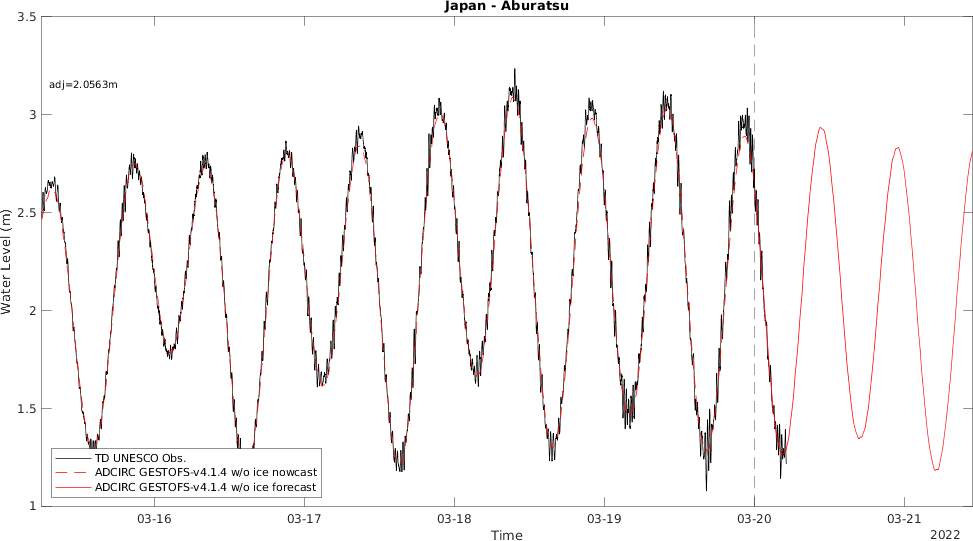 Japan - Aburatsu
3.5
adj=2.0563m
3
2.5
Water Level (m)
2
1.5
TD UNESCO Obs.
ADCIRC GESTOFS-v4.1.4 w/o ice nowcast
ADCIRC GESTOFS-v4.1.4 w/o ice forecast
1
03-16 03-17 03-18 03-19 03-20 03-21
Time
2022